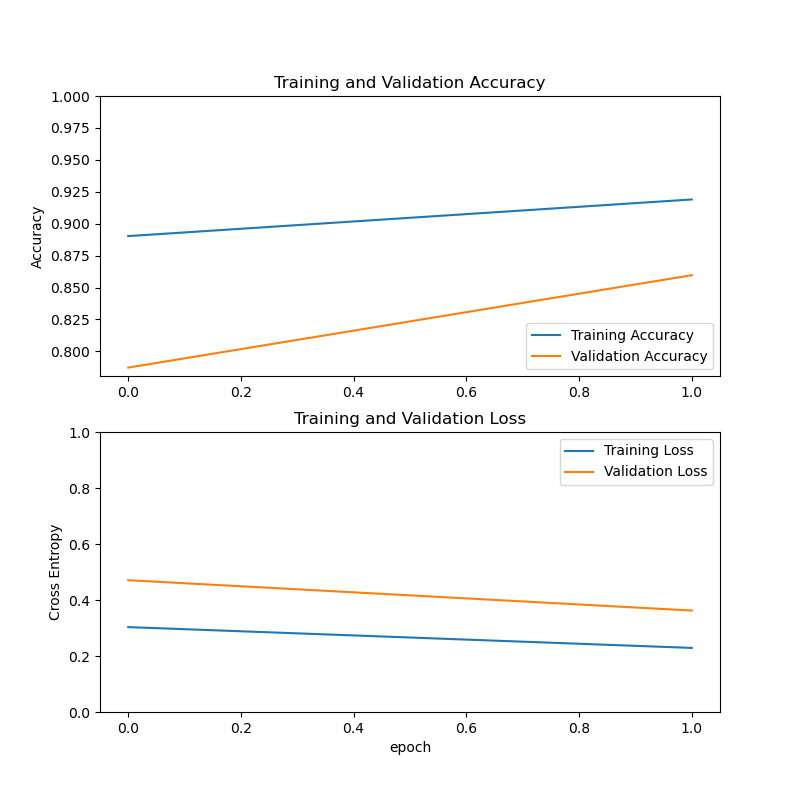 Training and Validation Accuracy
1.000
0.975
0.950
0.925
0.900
0.875
0.850
0.825
0.800
Accuracy
Training Accuracy
Validation Accuracy
0.0 0.2 0.4 0.6 0.8 1.0
Training and Validation Loss
1.0
0.8
0.6
0.4
0.2
0.0
Cross Entropy
Training Loss
Validation Loss
0.0 0.2 0.4 0.6 0.8 1.0
epoch